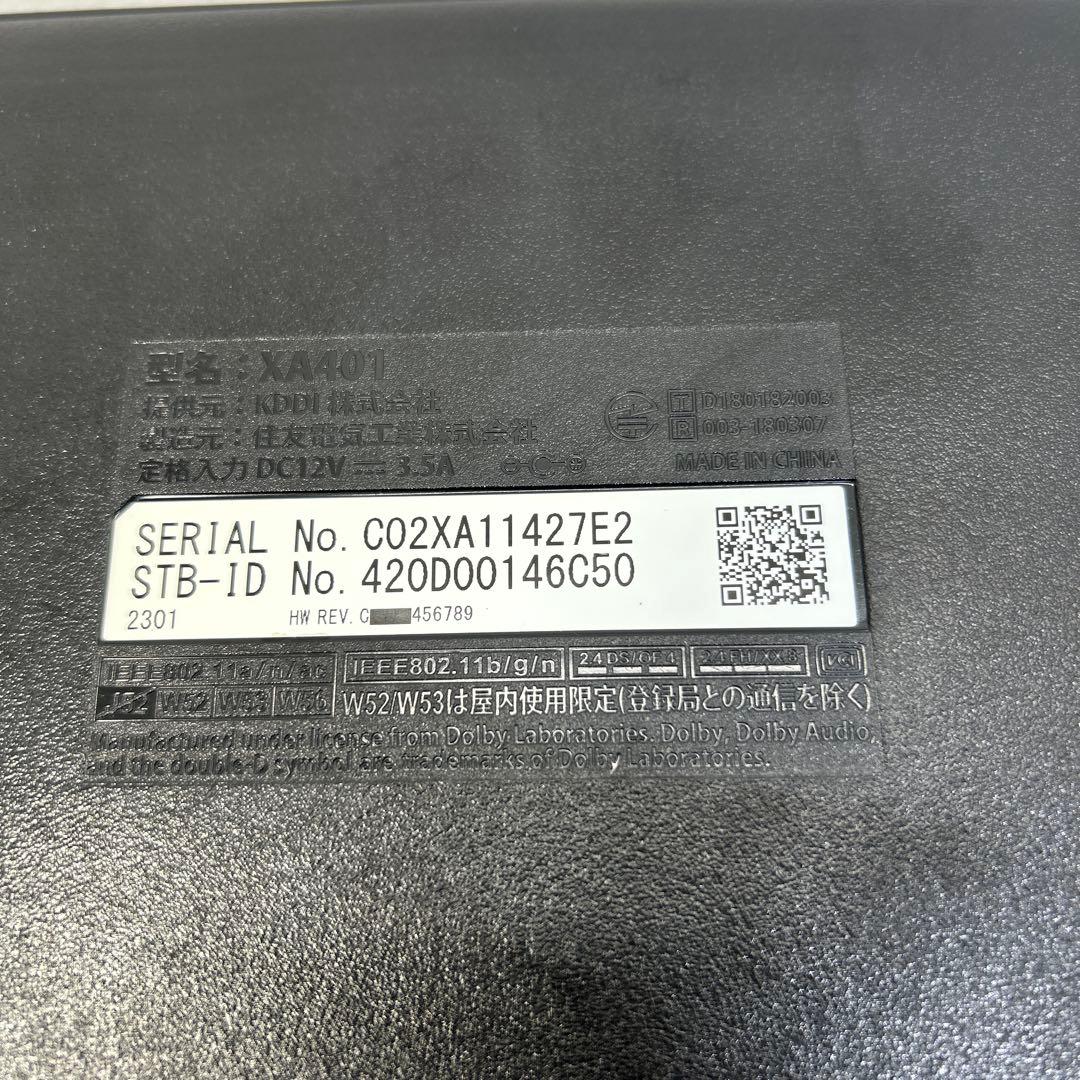 型名：XA401
提供元：KDDI 株式会社
製造元：住友電気工業株式会社
定格入力 DC12V ⎓ 3.5A
T D180182003
R 003-180307
MADE IN CHINA
SERIAL No. C02XA11427E2
STB-ID No. 420D00146C50
2301 HW REV. C 456789
IEEE802.11a/n/ac IEEE802.11b/g/n 2.4 DS/OF 4 2.4 FH/XX 8 VCCI
J52 W52 W53 W56 W52/W53は屋内使用限定(登録局との通信を除く)
Manufactured under license from Dolby Laboratories. Dolby, Dolby Audio,
and the double-D symbol are trademarks of Dolby Laboratories.